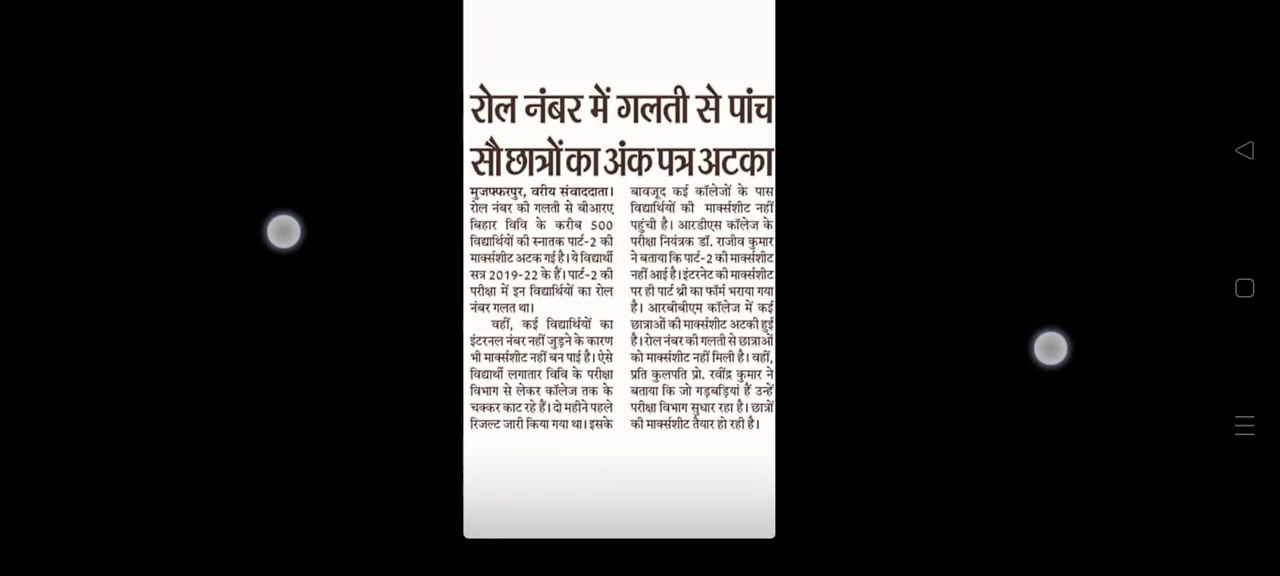 रोल नंबर में गलती से पांच
सौ छात्रों का अंक पत्र अटका
मुजफ्फरपुर, वरीय संवाददाता।
रोल नंबर की गलती से बीआरए
बिहार विवि के करीब 500
विद्यार्थियों की स्नातक पार्ट-2 की
मार्क्सशीट अटक गई है। ये विद्यार्थी
सत्र 2019-22 के हैं। पार्ट-2 की
परीक्षा में इन विद्यार्थियों का रोल
नंबर गलत था।
वहीं, कई विद्यार्थियों का
इंटरनल नंबर नहीं जुड़ने के कारण
भी मार्क्सशीट नहीं बन पाई है। ऐसे
विद्यार्थी लगातार विवि के परीक्षा
विभाग से लेकर कॉलेज तक के
चक्कर काट रहे हैं। दो महीने पहले
रिजल्ट जारी किया गया था। इसके
बावजूद कई कॉलेजों के पास
विद्यार्थियों की मार्क्सशीट नहीं
पहुंची है। आरडीएस कॉलेज के
परीक्षा नियंत्रक डॉ. राजीव कुमार
ने बताया कि पार्ट-2 की मार्क्सशीट
नहीं आई है। इंटरनेट की मार्क्सशीट
पर ही पार्ट थ्री का फॉर्म भराया गया
है। आरबीबीएम कॉलेज में कई
छात्राओं की मार्क्सशीट अटकी हुई
है। रोल नंबर की गलती से छात्राओं
को मार्क्सशीट नहीं मिली है। वहीं,
प्रति कुलपति प्रो. रवींद्र कुमार ने
बताया कि जो गड़बड़ियां हैं उन्हें
परीक्षा विभाग सुधार रहा है। छात्रों
की मार्क्सशीट तैयार हो रही है।